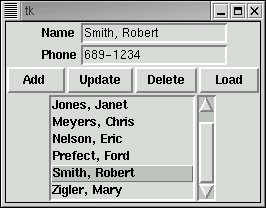 tk
Name Smith, Robert
Phone 689-1234
Add Update Delete Load
Jones, Janet
Meyers, Chris
Nelson, Eric
Prefect, Ford
Smith, Robert
Zigler, Mary